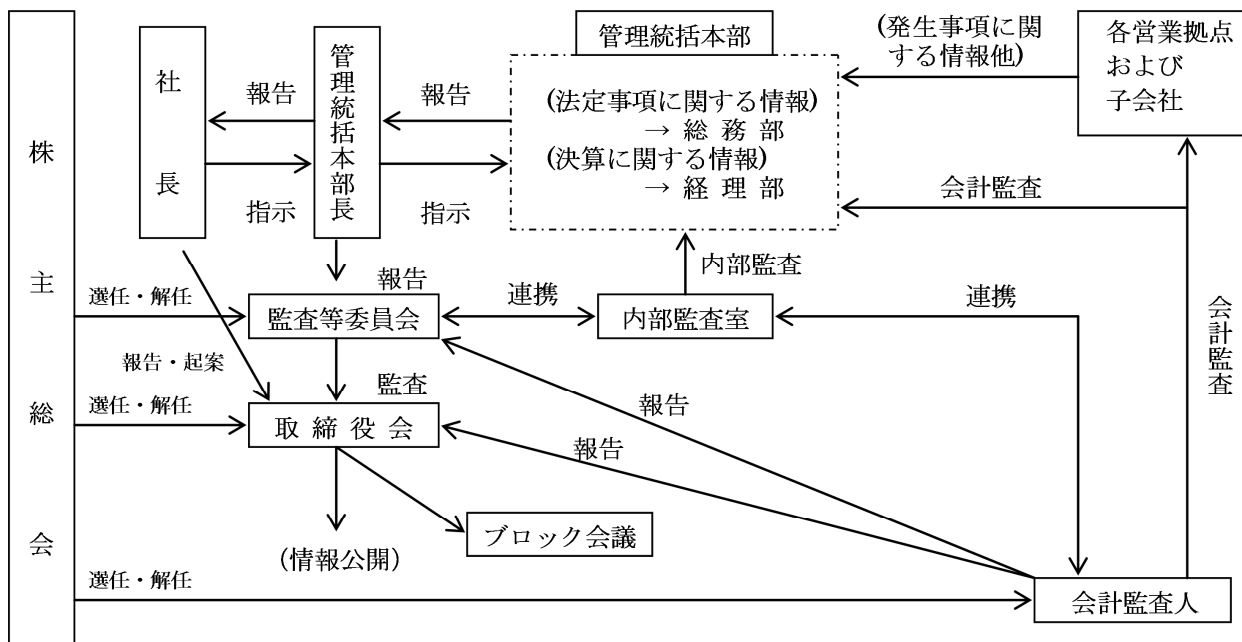 株主総会
社長
管理統括本部長
管理統括本部
(発生事項に関
する情報他)
各営業拠点
および
子会社
報告
報告
(法定事項に関する情報)
→ 総務部
(決算に関する情報)
→ 経理部
指示
指示
会計監査
内部監査
報告
選任・解任
監査等委員会
連携
内部監査室
連携
会計監査
報告・起案
監査
選任・解任
取締役会
報告
報告
ブロック会議
(情報公開)
選任・解任
会計監査人